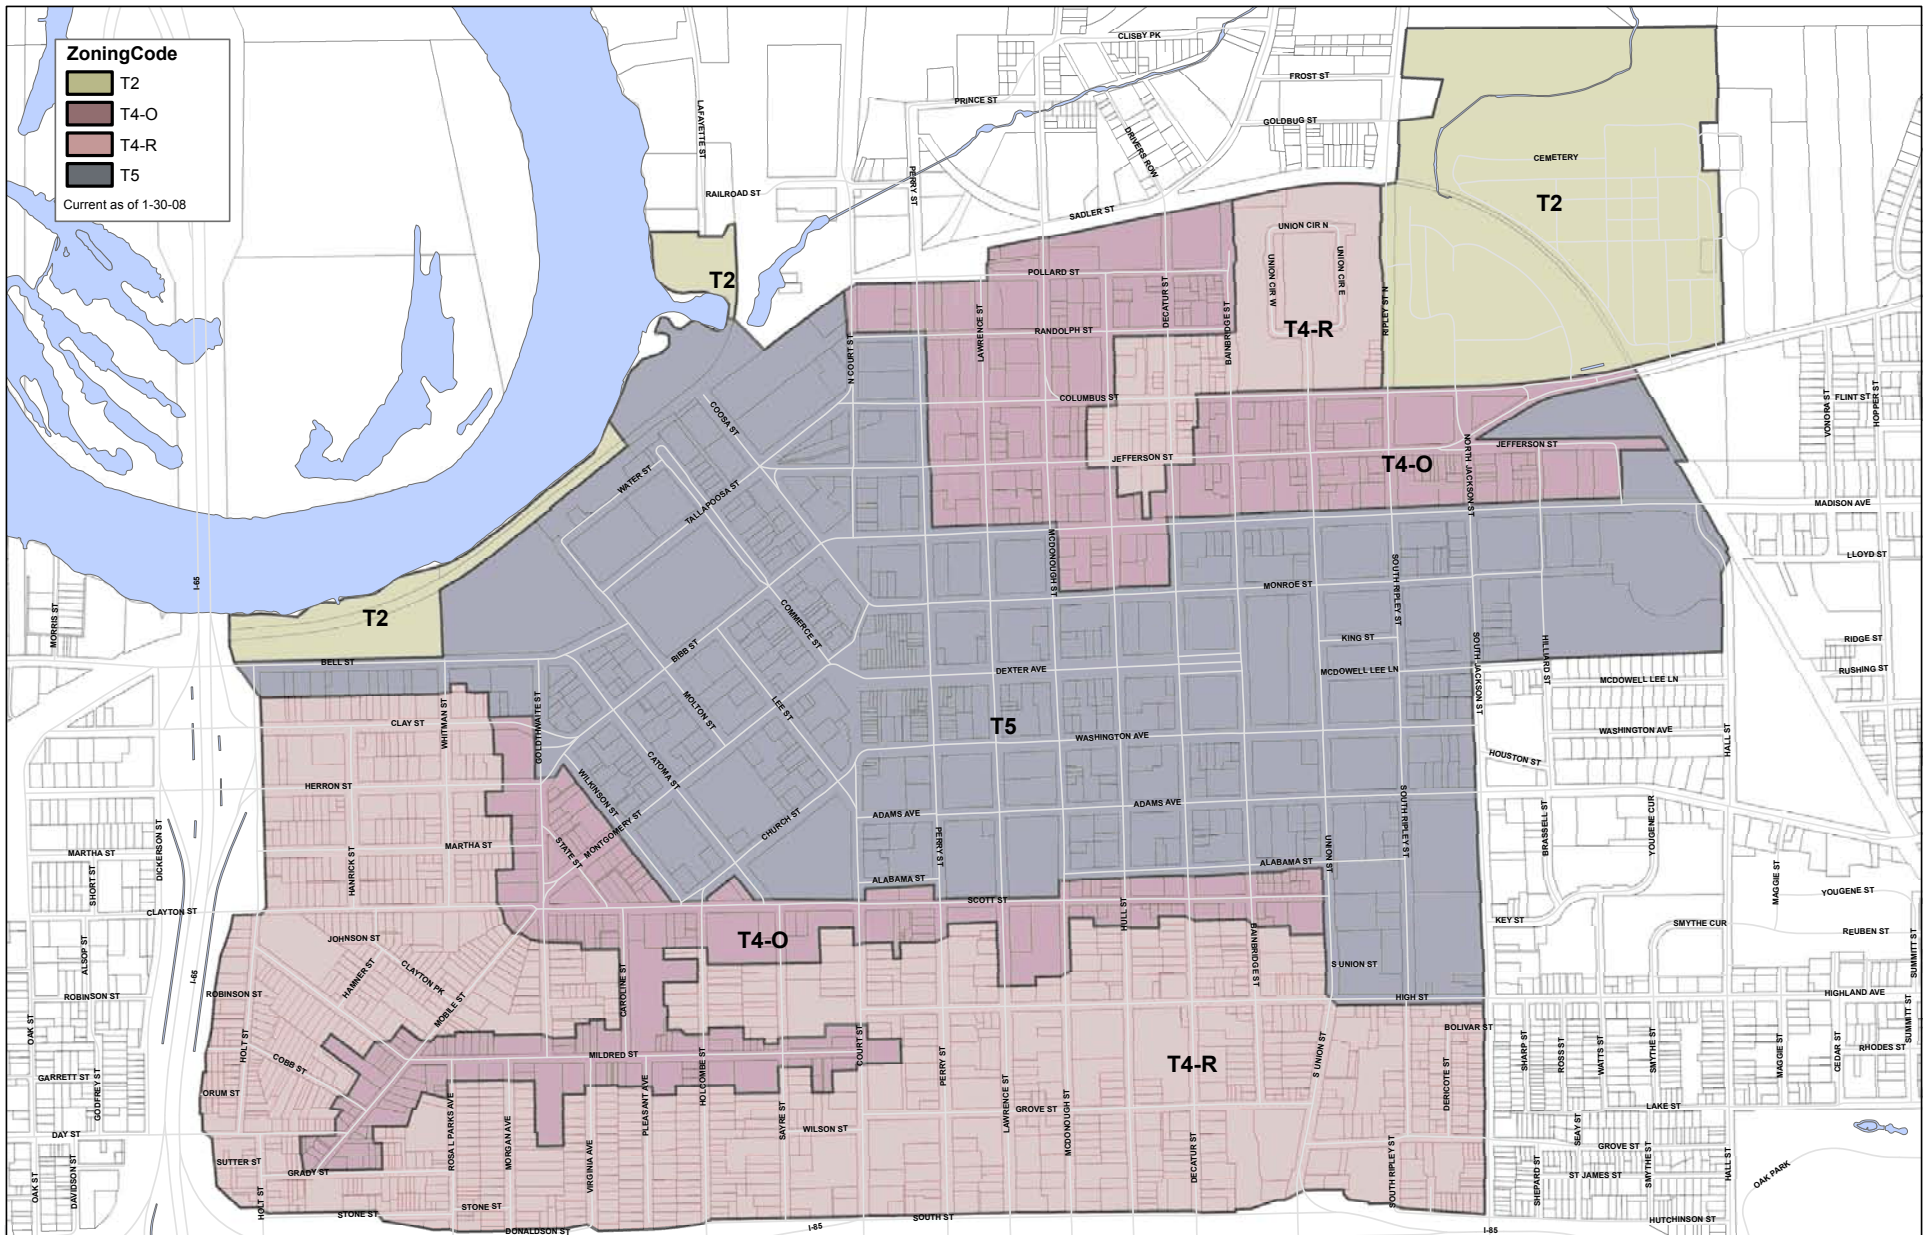 ZoningCode
T2
T4-O
T4-R
T5
Current as of 1-30-08
CLISBY PK
FROST ST
PRINCE ST
GOLDBUG ST
LAFAYETTE ST
DRIVERS ROW
CEMETERY
PERRY ST
RAILROAD ST
T2
SADLER ST
UNION CIR N
UNION CIR W
UNION CIR E
POLLARD ST
T2
DECATUR ST
RIPLEY ST N
LAWRENCE ST
RANDOLPH ST
BAINBRIDGE ST
T4-R
N COURT ST
COLUMBUS ST
FLINT ST
VONORA ST
HOPPER ST
COOSA ST
JEFFERSON ST
JEFFERSON ST
T4-O
NORTH JACKSON ST
WATER ST
TALLAPOOSA ST
MADISON AVE
LLOYD ST
MCDONOUGH ST
I-65
MONROE ST
SOUTH RIPLEY ST
MORRIS ST
T2
COMMERCE ST
KING ST
RIDGE ST
BELL ST
BIBB ST
DEXTER AVE
MCDOWELL LEE LN
SOUTH JACKSON ST
HILLIARD ST
MCDOWELL LEE LN
RUSHING ST
CLAY ST
WHITMAN ST
GOLDTHWAITE ST
MOLTON ST
LEE ST
T5
WASHINGTON AVE
WASHINGTON AVE
HALL ST
HOUSTON ST
CATOMA ST
HERRON ST
WILKINSON ST
MONTGOMERY ST
CHURCH ST
ADAMS AVE
ADAMS AVE
SOUTH RIPLEY ST
BRASSELL ST
YOUGENE CUR
MARTHA ST
DICKERSON ST
MARTHA ST
STATE ST
PERRY ST
UNION ST
ALABAMA ST
ALABAMA ST
HANRICK ST
SHORT ST
MAGGIE ST
YOUGENE ST
CLAYTON ST
SCOTT ST
HULL ST
KEY ST
SMYTHE CUR
REUBEN ST
JOHNSON ST
T4-O
ALSOP ST
HAMNER ST
CLAYTON PK
CAROLINE ST
BAINBRIDGE ST
S UNION ST
SUMMITT ST
I-65
ROBINSON ST
ROBINSON ST
MOBILE ST
HIGH ST
HIGHLAND AVE
OAK ST
HOLT ST
COBB ST
MILDRED ST
COURT ST
BOLIVAR ST
SUMMITT ST
GARRETT ST
GODFREY ST
ORUM ST
HOLCOMBE ST
PERRY ST
T4-R
S UNION ST
DERICOTE ST
SHARP ST
ROSS ST
WATTS ST
SMYTHE ST
MAGGIE ST
CEDAR ST
RHODES ST
DAY ST
ROSA L PARKS AVE
MORGAN AVE
VIRGINIA AVE
PLEASANT AVE
SAYRE ST
WILSON ST
LAWRENCE ST
GROVE ST
MCDONOUGH ST
LAKE ST
SEAY ST
GROVE ST
SUTTER ST
GRADY ST
DECATUR ST
SOUTH RIPLEY ST
SHEPARD ST
ST JAMES ST
SMYTHE ST
HALL ST
OAK PARK
OAK ST
DAVIDSON ST
HOLT ST
STONE ST
STONE ST
DONALDSON ST
I-85
SOUTH ST
I-85
HUTCHINSON ST